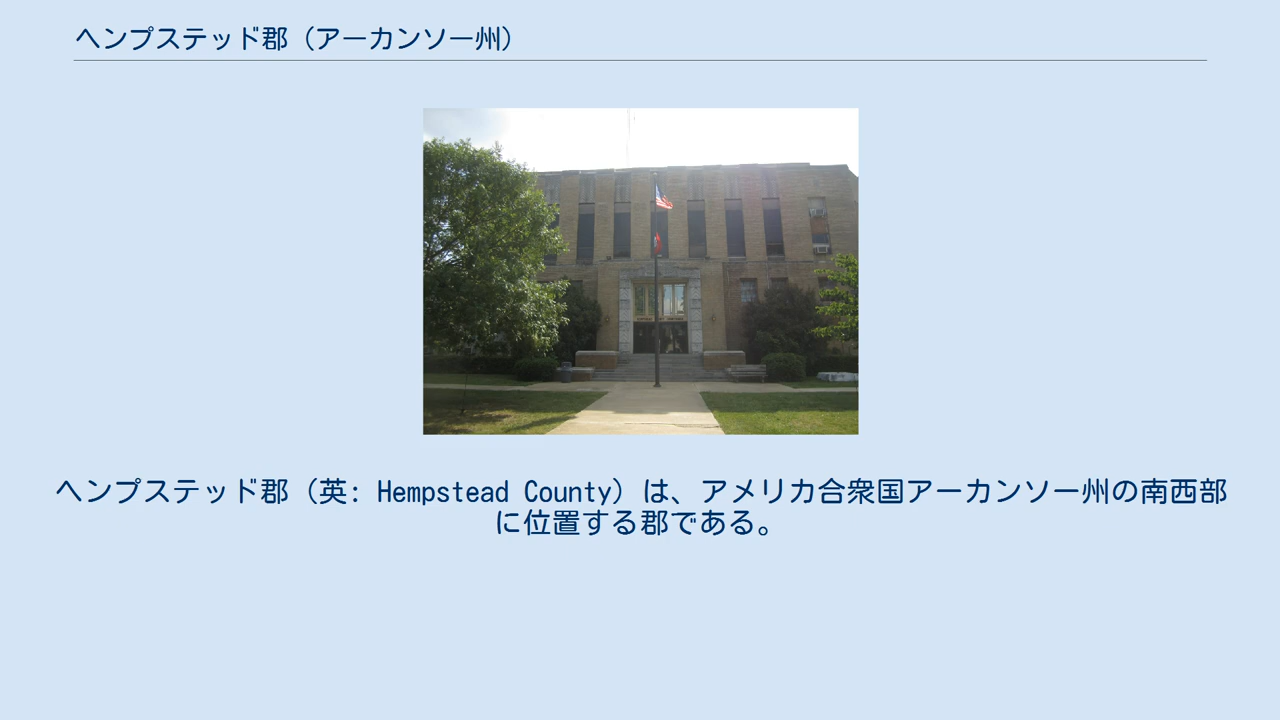 ヘンプステッド郡（アーカンソー州）
ヘンプステッド郡（英: Hempstead County）は、アメリカ合衆国アーカンソー州の南西部
に位置する郡である。